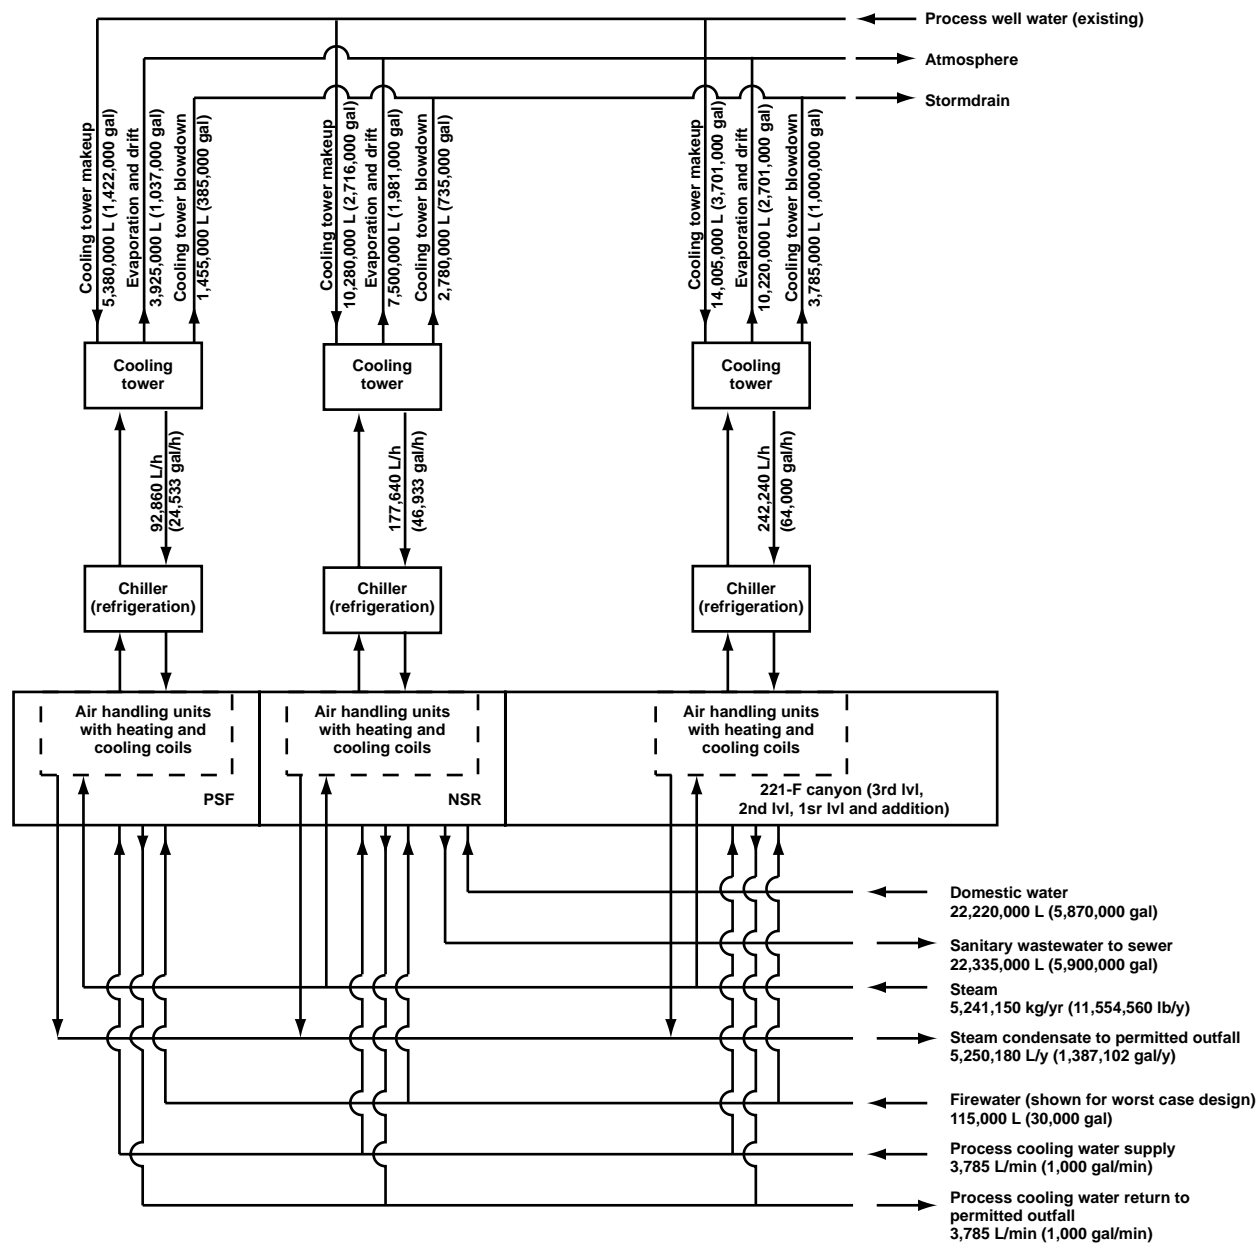 Process well water (existing)
Atmosphere
Stormdrain
Cooling tower makeup
5,380,000 L (1,422,000 gal)
Evaporation and drift
3,925,000 L (1,037,000 gal)
Cooling tower blowdown
1,455,000 L (385,000 gal)
Cooling tower makeup
10,280,000 L (2,716,000 gal)
Evaporation and drift
7,500,000 L (1,981,000 gal)
Cooling tower blowdown
2,780,000 L (735,000 gal)
Cooling tower makeup
14,005,000 L (3,701,000 gal)
Evaporation and drift
10,220,000 L (2,701,000 gal)
Cooling tower blowdown
3,785,000 L (1,000,000 gal)
Cooling
tower
Cooling
tower
Cooling
tower
92,860 L/h
(24,533 gal/h)
177,640 L/h
(46,933 gal/h)
242,240 L/h
(64,000 gal/h)
Chiller
(refrigeration)
Chiller
(refrigeration)
Chiller
(refrigeration)
Air handling units
with heating and
cooling coils
PSF
Air handling units
with heating and
cooling coils
NSR
Air handling units
with heating and
cooling coils
221-F canyon (3rd lvl,
2nd lvl, 1sr lvl and addition)
Domestic water
22,220,000 L (5,870,000 gal)
Sanitary wastewater to sewer
22,335,000 L (5,900,000 gal)
Steam
5,241,150 kg/yr (11,554,560 lb/y)
Steam condensate to permitted outfall
5,250,180 L/y (1,387,102 gal/y)
Firewater (shown for worst case design)
115,000 L (30,000 gal)
Process cooling water supply
3,785 L/min (1,000 gal/min)
Process cooling water return to
permitted outfall
3,785 L/min (1,000 gal/min)